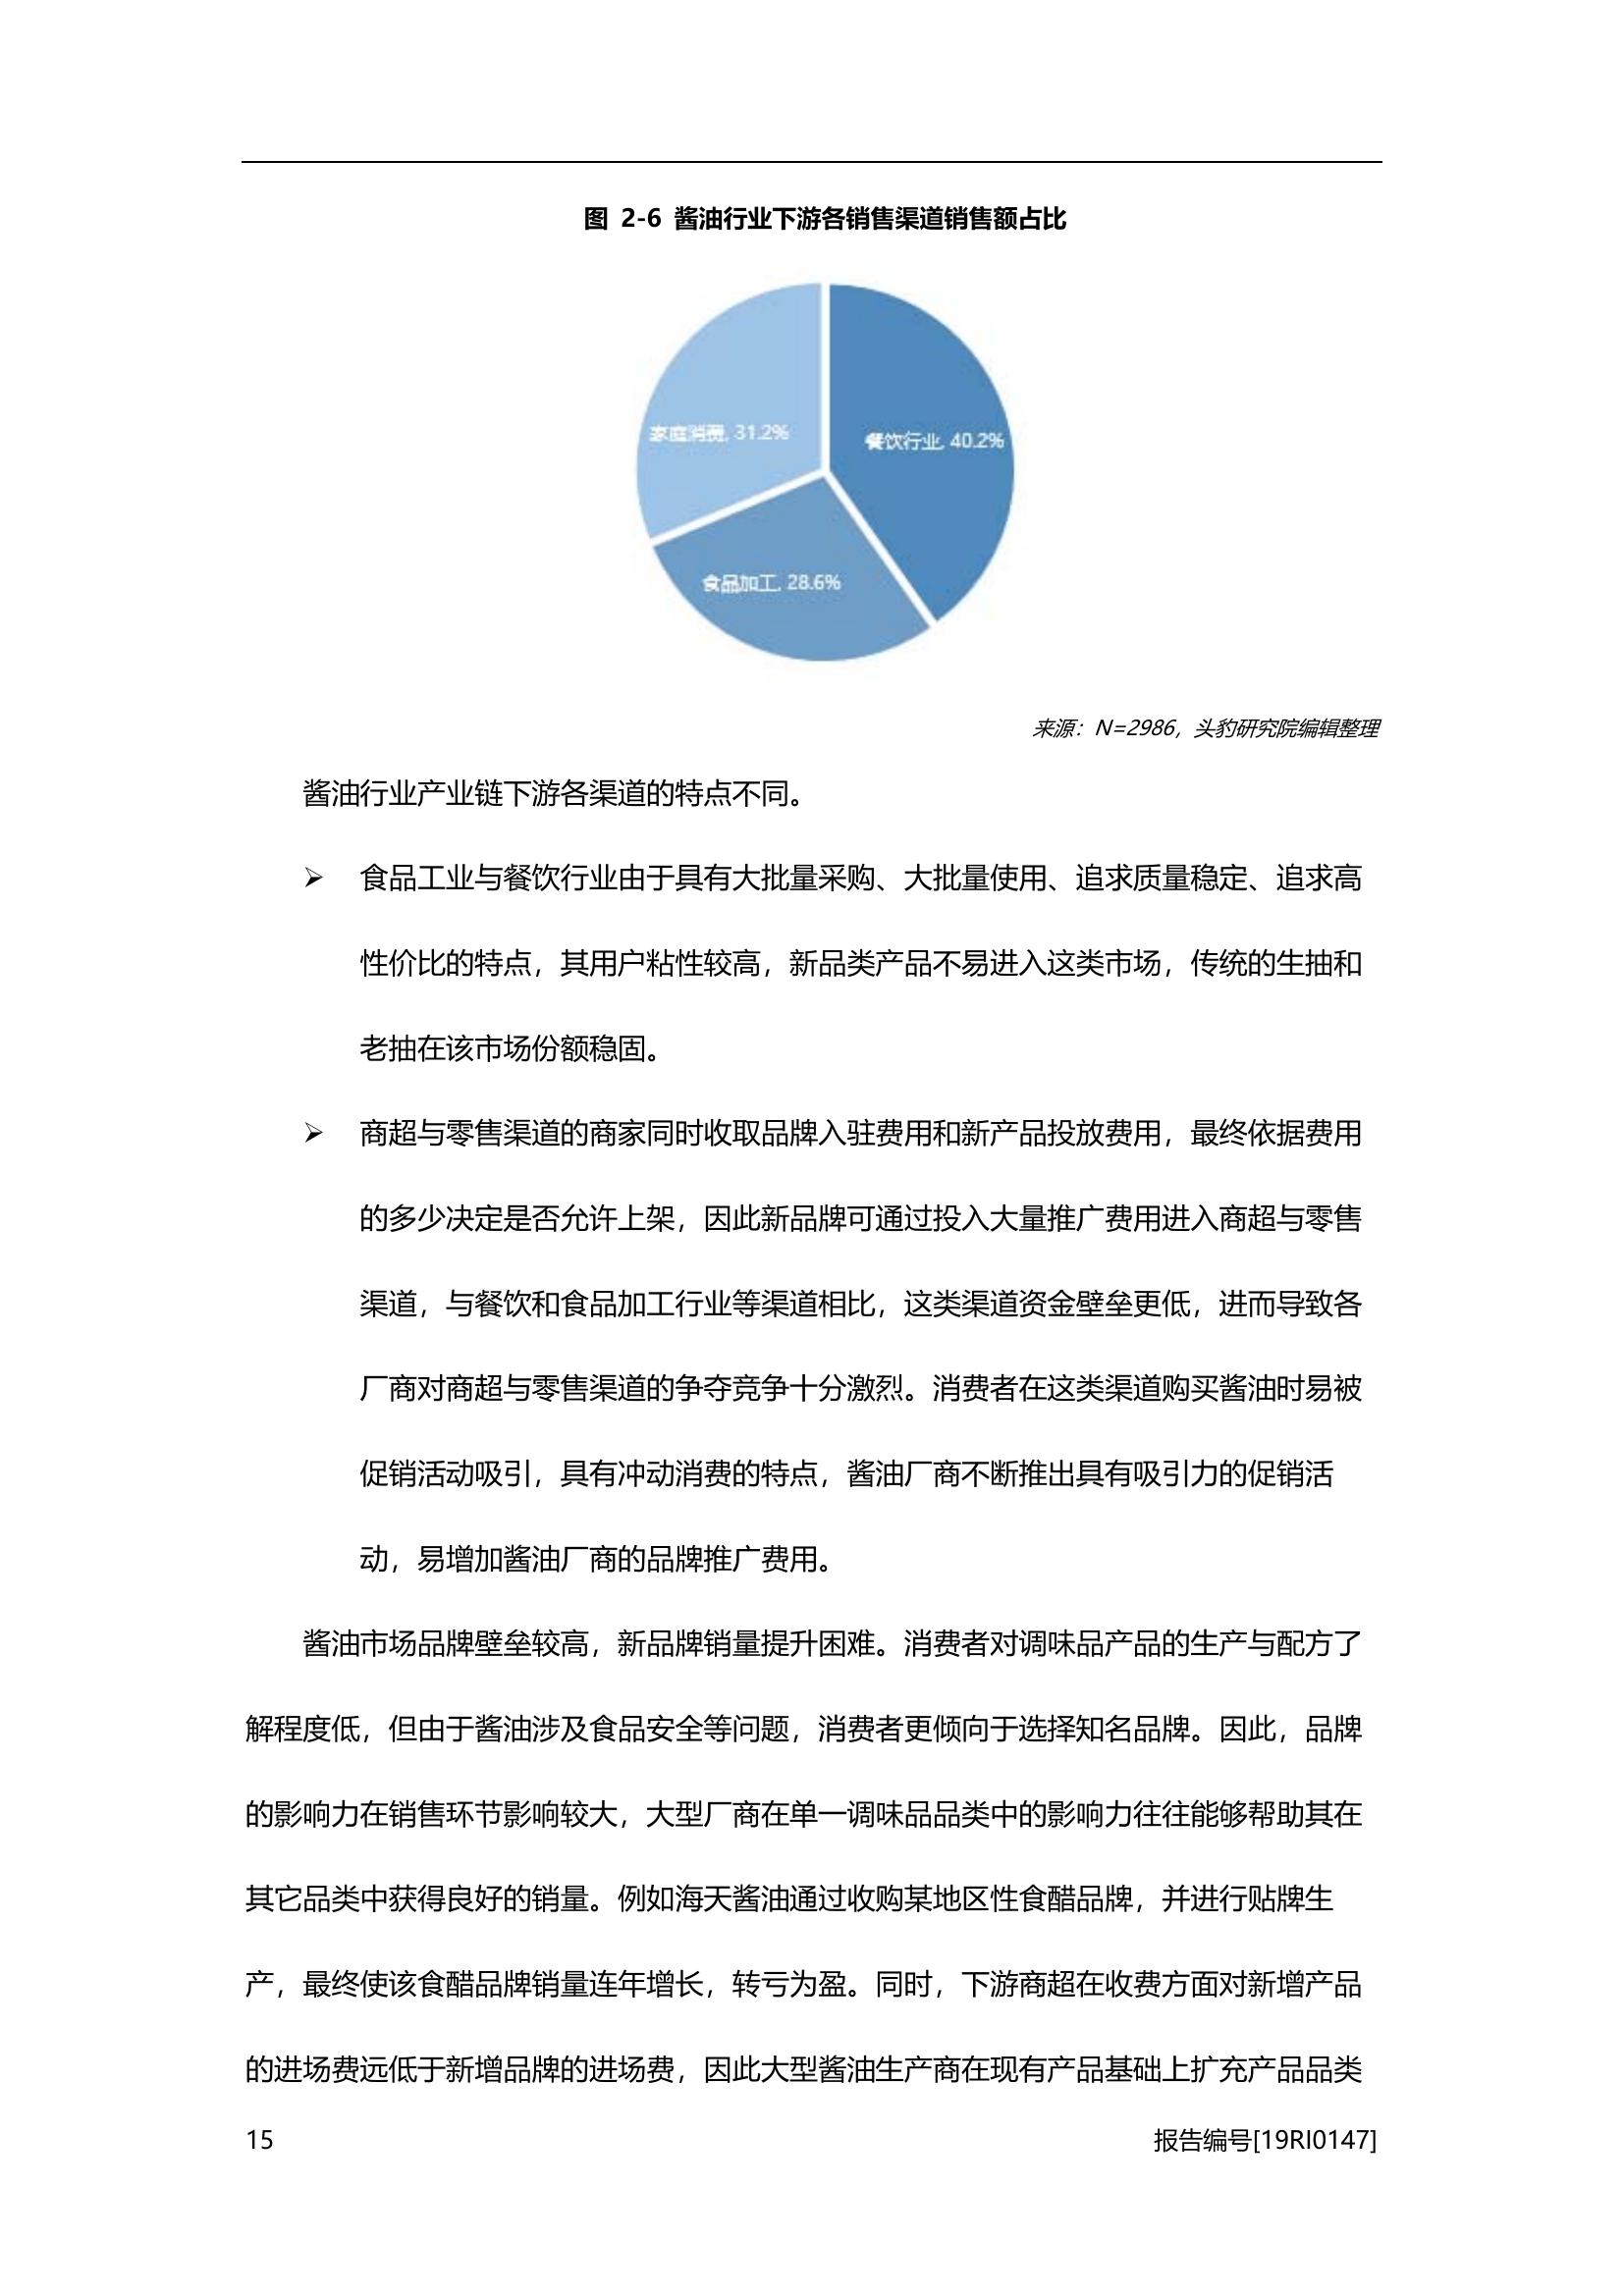 图 2-6 酱油行业下游各销售渠道销售额占比
家庭消费, 31.2%
餐饮行业, 40.2%
食品加工, 28.6%
来源：N=2986，头豹研究院编辑整理
酱油行业产业链下游各渠道的特点不同。
➢ 食品工业与餐饮行业由于具有大批量采购、大批量使用、追求质量稳定、追求高
性价比的特点，其用户粘性较高，新品类产品不易进入这类市场，传统的生抽和
老抽在该市场份额稳固。
➢ 商超与零售渠道的商家同时收取品牌入驻费用和新产品投放费用，最终依据费用
的多少决定是否允许上架，因此新品牌可通过投入大量推广费用进入商超与零售
渠道，与餐饮和食品加工行业等渠道相比，这类渠道资金壁垒更低，进而导致各
厂商对商超与零售渠道的争夺竞争十分激烈。消费者在这类渠道购买酱油时易被
促销活动吸引，具有冲动消费的特点，酱油厂商不断推出具有吸引力的促销活
动，易增加酱油厂商的品牌推广费用。
酱油市场品牌壁垒较高，新品牌销量提升困难。消费者对调味品产品的生产与配方了
解程度低，但由于酱油涉及食品安全等问题，消费者更倾向于选择知名品牌。因此，品牌
的影响力在销售环节影响较大，大型厂商在单一调味品品类中的影响力往往能够帮助其在
其它品类中获得良好的销量。例如海天酱油通过收购某地区性食醋品牌，并进行贴牌生
产，最终使该食醋品牌销量连年增长，转亏为盈。同时，下游商超在收费方面对新增产品
的进场费远低于新增品牌的进场费，因此大型酱油生产商在现有产品基础上扩充产品品类
15
报告编号[19RI0147]